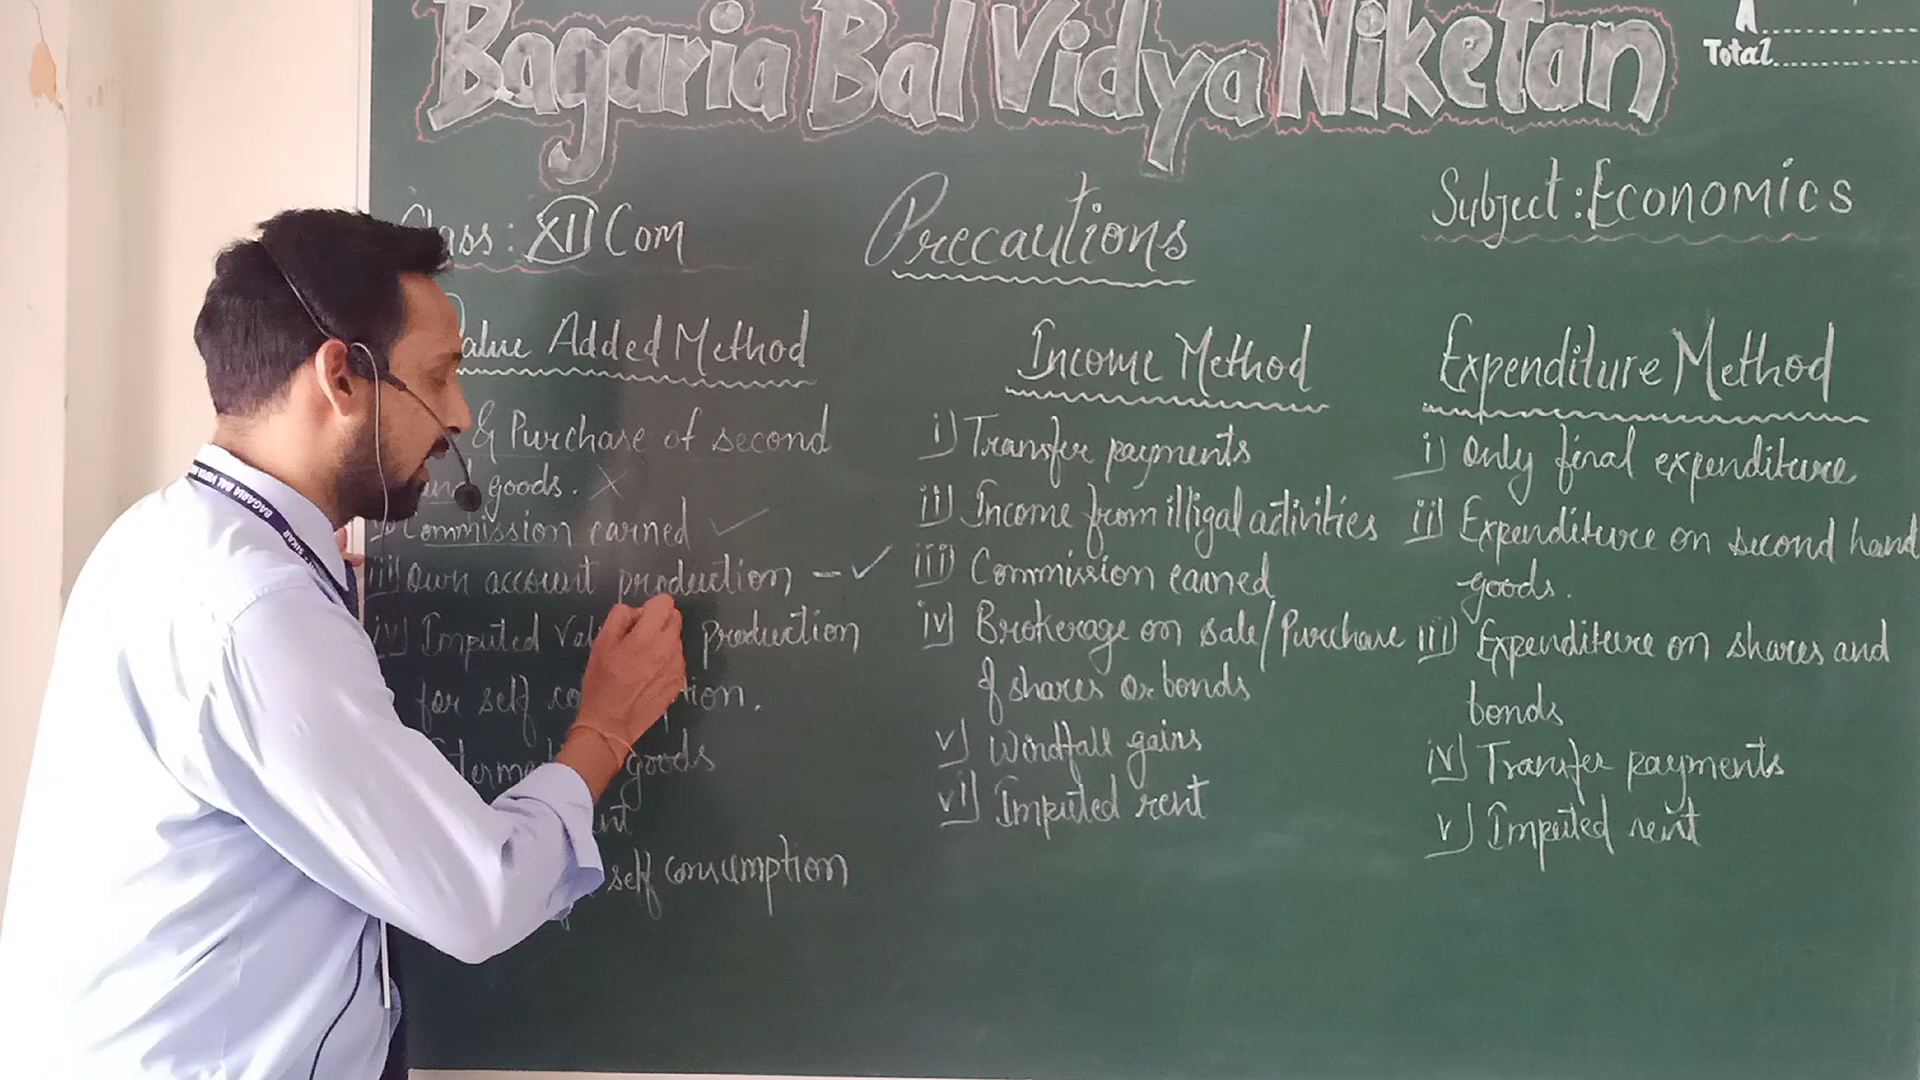 Bagaria Bal Vidya Niketan
A
Total
Class: XII Com
Precautions
Subject: Economics
Value Added Method
& Purchase of second
goods. X
Commission earned ✓
iii) Own account production - ✓
iv) Imputed production
for self
goods
self consumption
Income Method
i) Transfer payments
ii) Income from illigal activities
iii) Commission earned
iv) Brokerage on sale/Purchase
of shares or bonds
v) Windfall gains
vi) Imputed rent
Expenditure Method
i) Only final expenditure
ii) Expenditure on second hand
goods.
iii) Expenditure on shares and
bonds
iv) Transfer payments
v) Imputed rent
BAGARIA BAL VIDYA
SIKAR